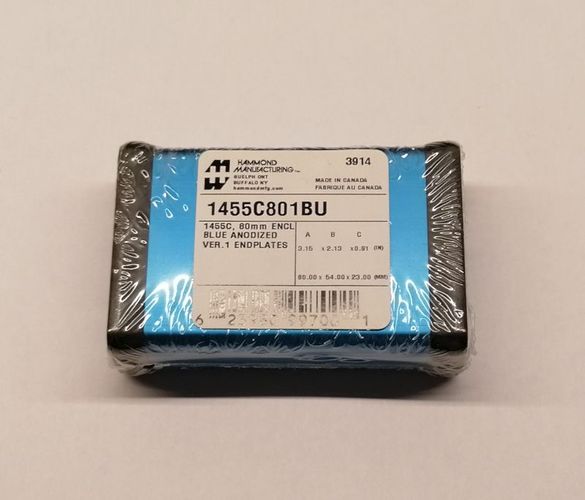 HAMMOND
MANUFACTURING
GUELPH ONT
BUFFALO NY
hammondmfg.com
3914
MADE IN CANADA
FABRIQUE AU CANADA
1455C801BU
1455C, 80mm ENCL
BLUE ANODIZED
VER.1 ENDPLATES
A B C
3.15 x 2.13 x 0.91 (IN)
80.00 x 54.00 x 23.00 (MM)
6
1